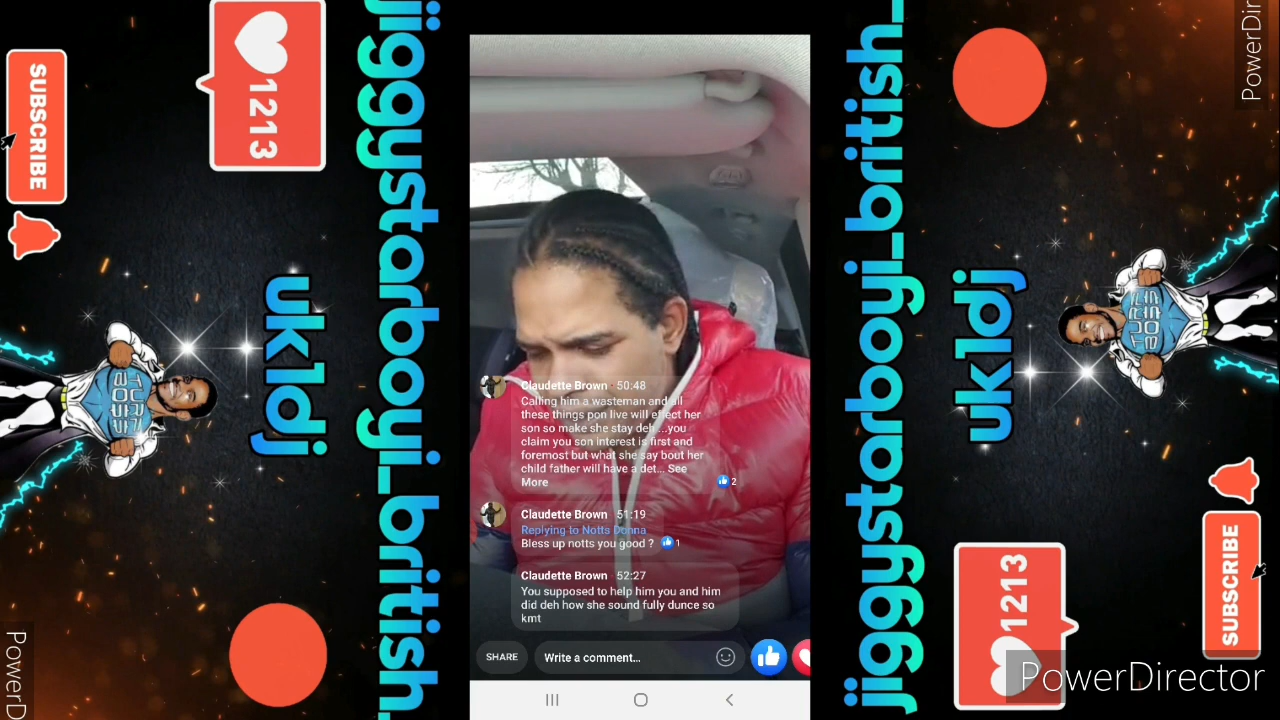 SUBSCRIBE
1213
jiggystarboyi_british_
uk1dj
TURF
BOSS
PowerD
Claudette Brown · 50:48
Calling him a wasteman and all
these things pon live will effect her
son so make she stay deh ...you
claim you son interest is first and
foremost but what she say bout her
child father will have a det... See
More
2
Claudette Brown · 51:19
Replying to Notts Donna
Bless up notts you good ? 1
Claudette Brown · 52:27
You supposed to help him you and him
did deh how she sound fully dunce so
kmt
SHARE
Write a comment...
jiggystarboyi_british_
uk1dj
TURF
BOSS
PowerDir
1213
SUBSCRIBE
PowerDirector